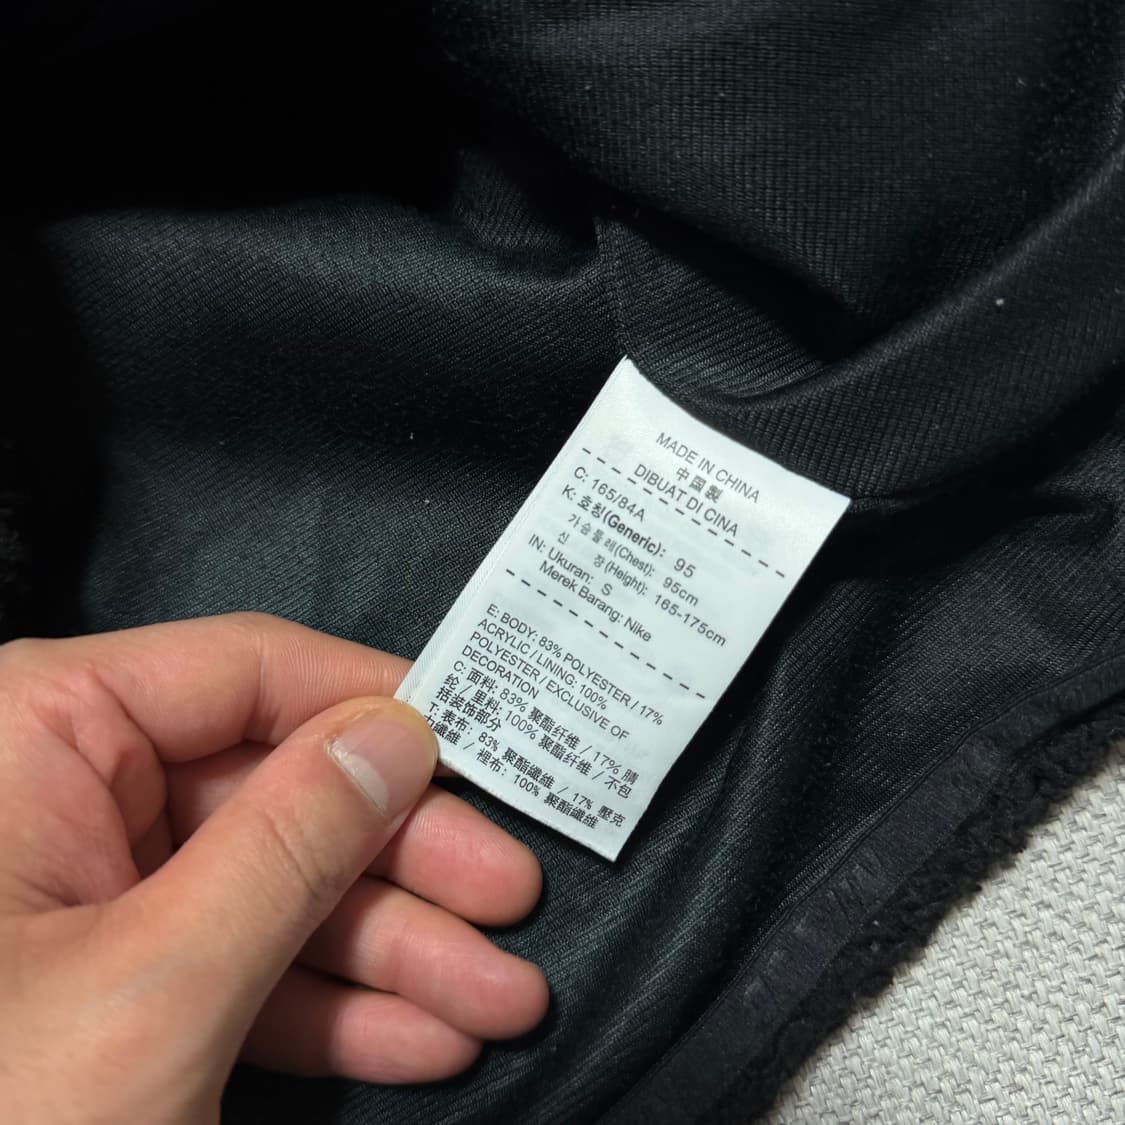 MADE IN CHINA
中国製
DIBUAT DI CINA
C: 165/84A
K: 호칭(Generic): 95
가슴둘레(Chest): 95cm
신 장(Height): 165-175cm
IN: Ukuran: S
Merek Barang: Nike
E: BODY: 83% POLYESTER / 17%
ACRYLIC / LINING: 100%
POLYESTER / EXCLUSIVE OF
DECORATION
C: 面料: 83% 聚酯纤维 / 17% 腈
纶 / 里料: 100% 聚酯纤维 / 不包
括装饰部分
T: 表布: 83% 聚酯纖維 / 17% 壓克
力纖維 / 裡布: 100% 聚酯纖維